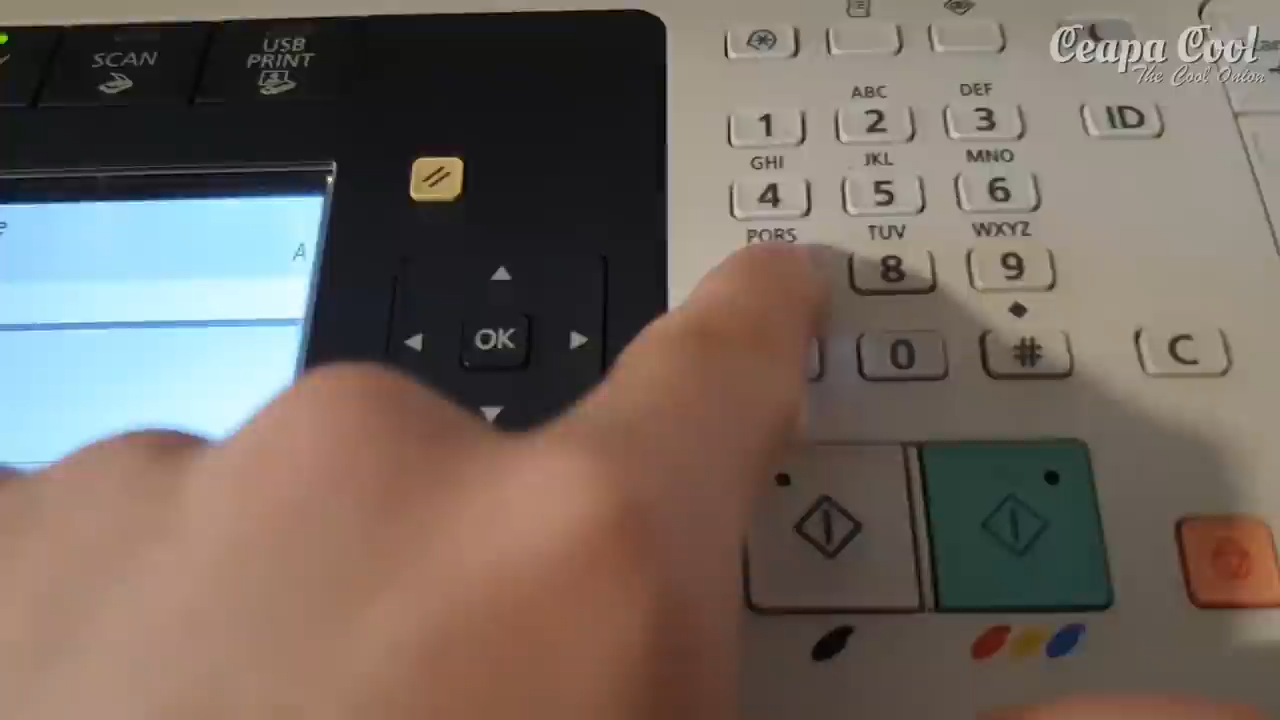 SCAN
USB
PRINT
A
Ceapa Cool
The Cool Onion
ABC
DEF
1
2
3
ID
GHI
JKL
MNO
4
5
6
PQRS
TUV
WXYZ
8
9
OK
0
#
C